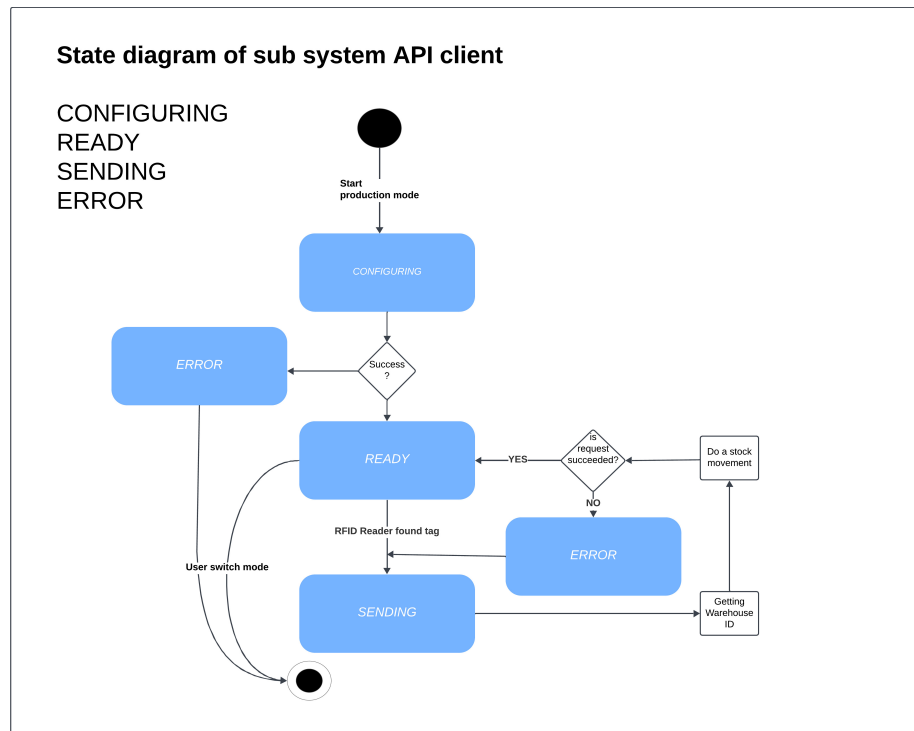 State diagram of sub system API client
CONFIGURING
READY
SENDING
ERROR
Start
production mode
CONFIGURING
ERROR
Success
?
READY
YES
is
request
succeeded?
Do a stock
movement
NO
RFID Reader found tag
ERROR
User switch mode
SENDING
Getting
Warehouse
ID